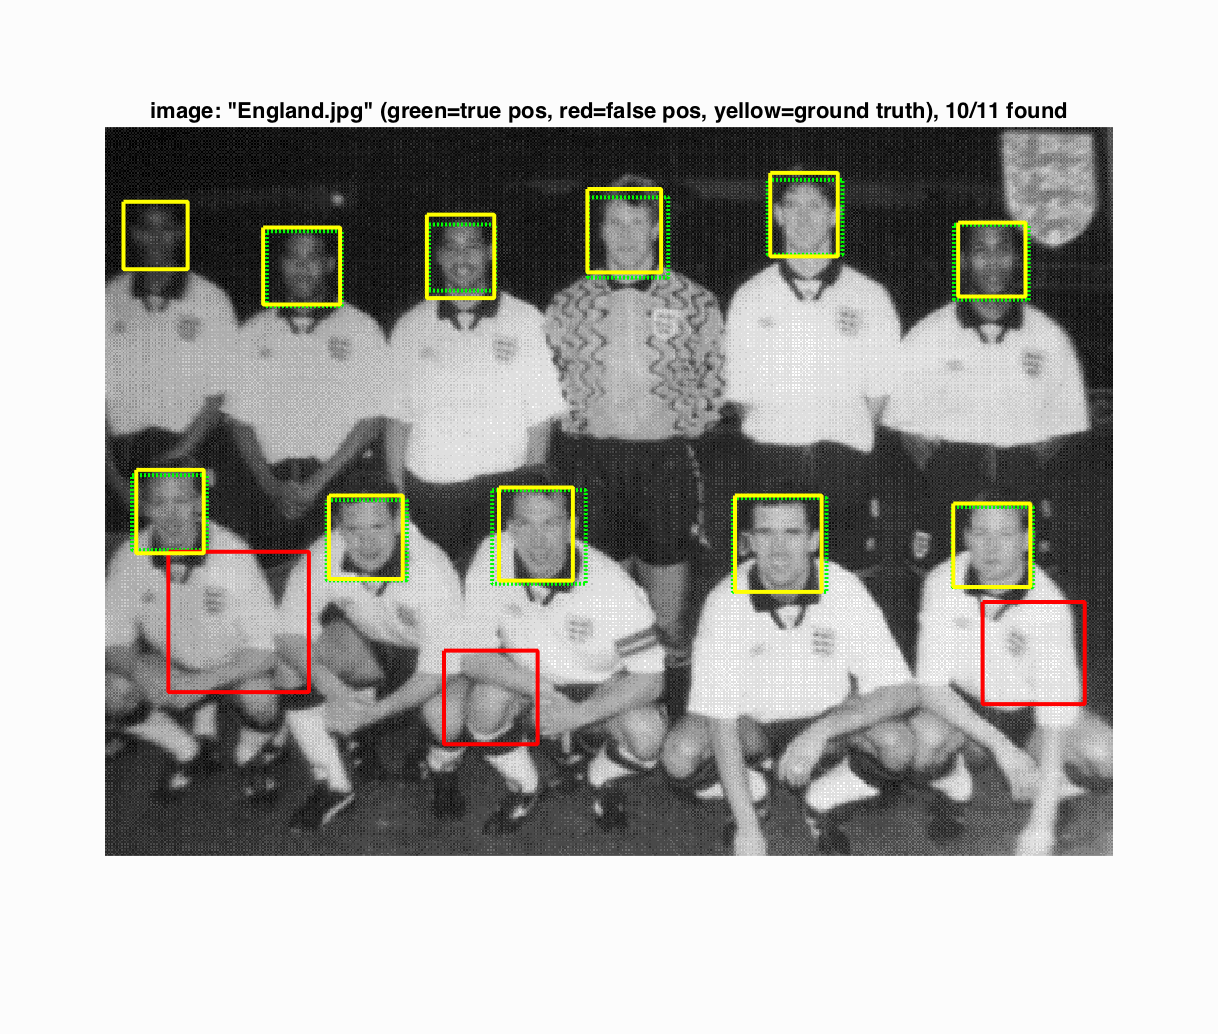 image: "England.jpg" (green=true pos, red=false pos, yellow=ground truth), 10/11 found